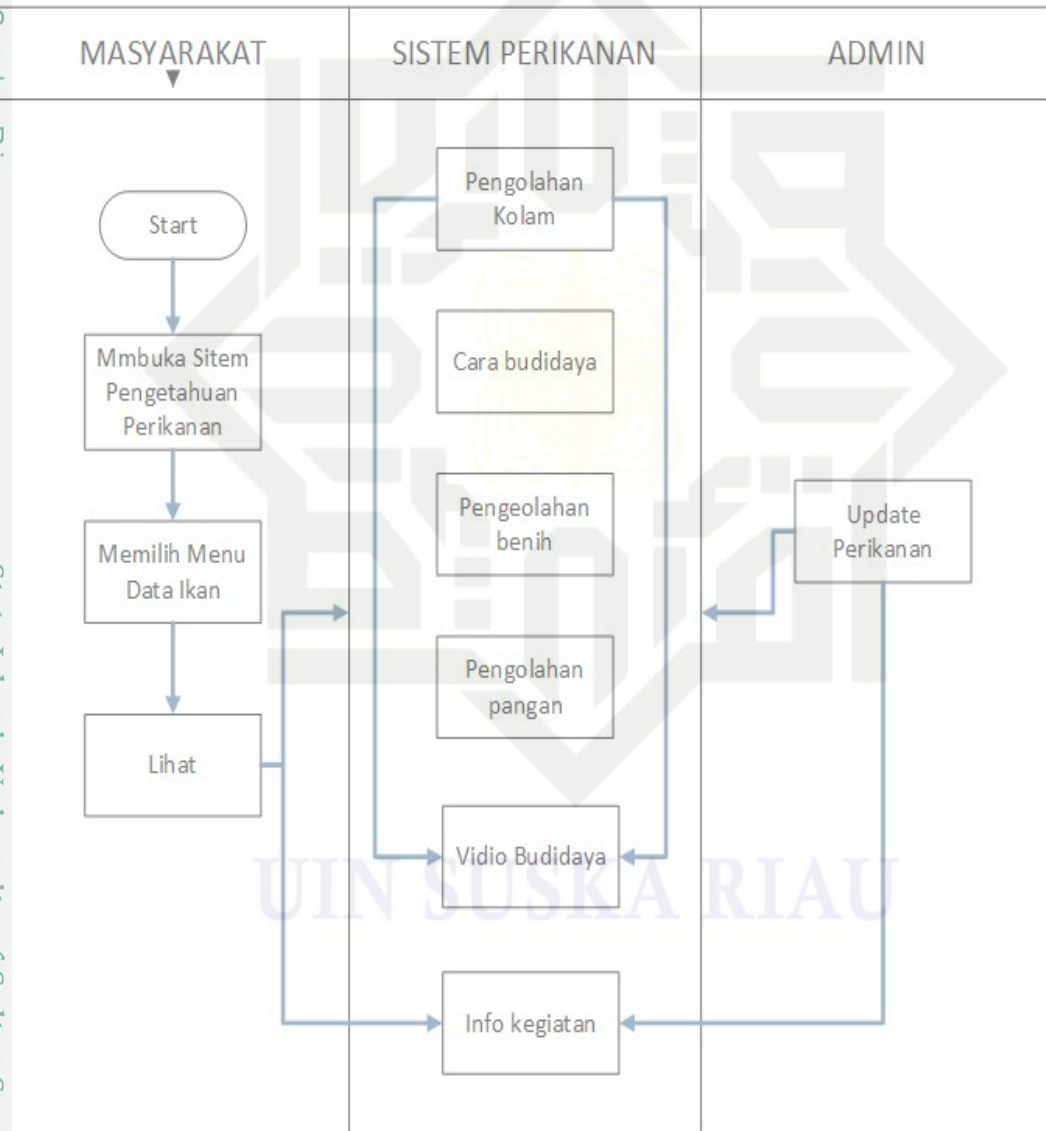 MASYARAKAT
SISTEM PERIKANAN
ADMIN
Start
Mmbuka Sitem
Pengetahuan
Perikanan
Memilih Menu
Data Ikan
Lihat
Pengolahan
Kolam
Cara budidaya
Pengeolahan
benih
Pengolahan
pangan
Vidio Budidaya
Info kegiatan
Update
Perikanan
UIN SUSKA RIAU